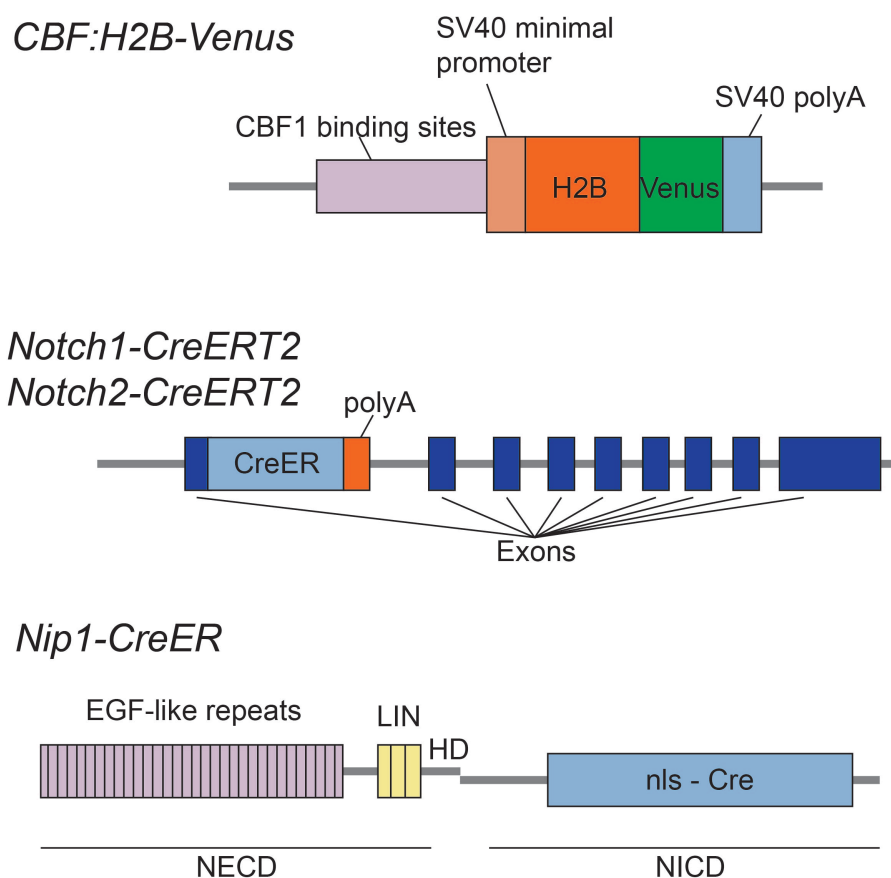 CBF:H2B-Venus
SV40 minimal
promoter
SV40 polyA
CBF1 binding sites
H2B
Venus
Notch1-CreERT2
Notch2-CreERT2
polyA
CreER
Exons
Nip1-CreER
EGF-like repeats
LIN
HD
nls - Cre
NECD
NICD